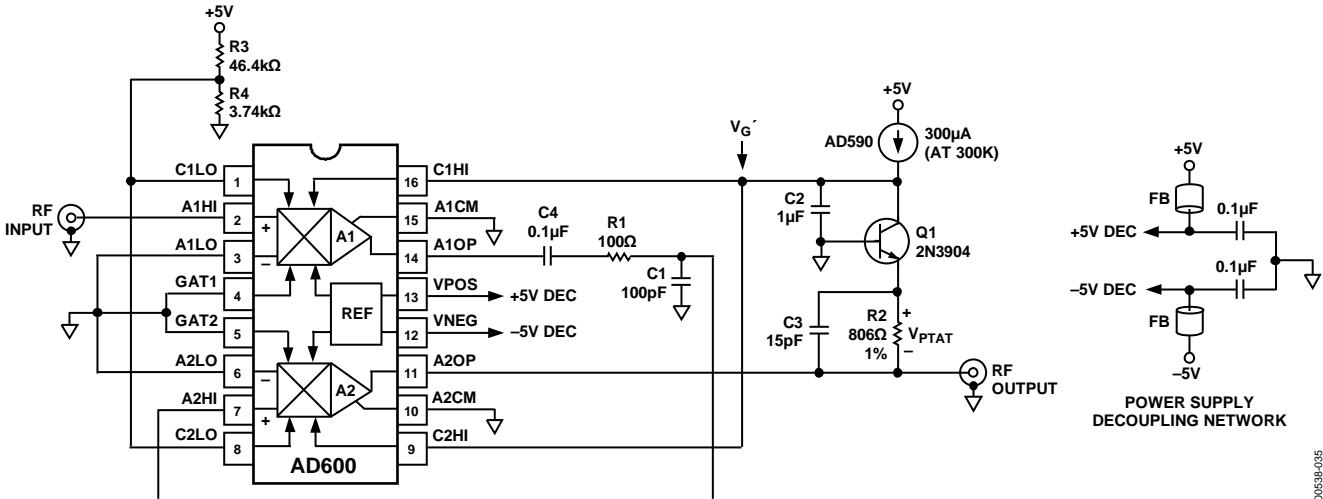 +5V
R3
46.4kΩ
R4
3.74kΩ
C1LO
1
A1HI
2
RF
INPUT
A1LO
3
GAT1
4
GAT2
5
A2LO
6
A2HI
7
C2LO
8
+
–
A1
REF
–
A2
+
AD600
C1HI
16
A1CM
15
A1OP
14
VPOS
13
+5V DEC
VNEG
12
–5V DEC
A2OP
11
A2CM
10
C2HI
9
C4
0.1µF
R1
100Ω
C1
100pF
VG´
+5V
AD590
300µA
(AT 300K)
C2
1µF
Q1
2N3904
C3
15pF
R2
806Ω
1%
+
VPTAT
–
RF
OUTPUT
+5V
FB
0.1µF
+5V DEC
0.1µF
–5V DEC
FB
–5V
POWER SUPPLY
DECOUPLING NETWORK
00538-035